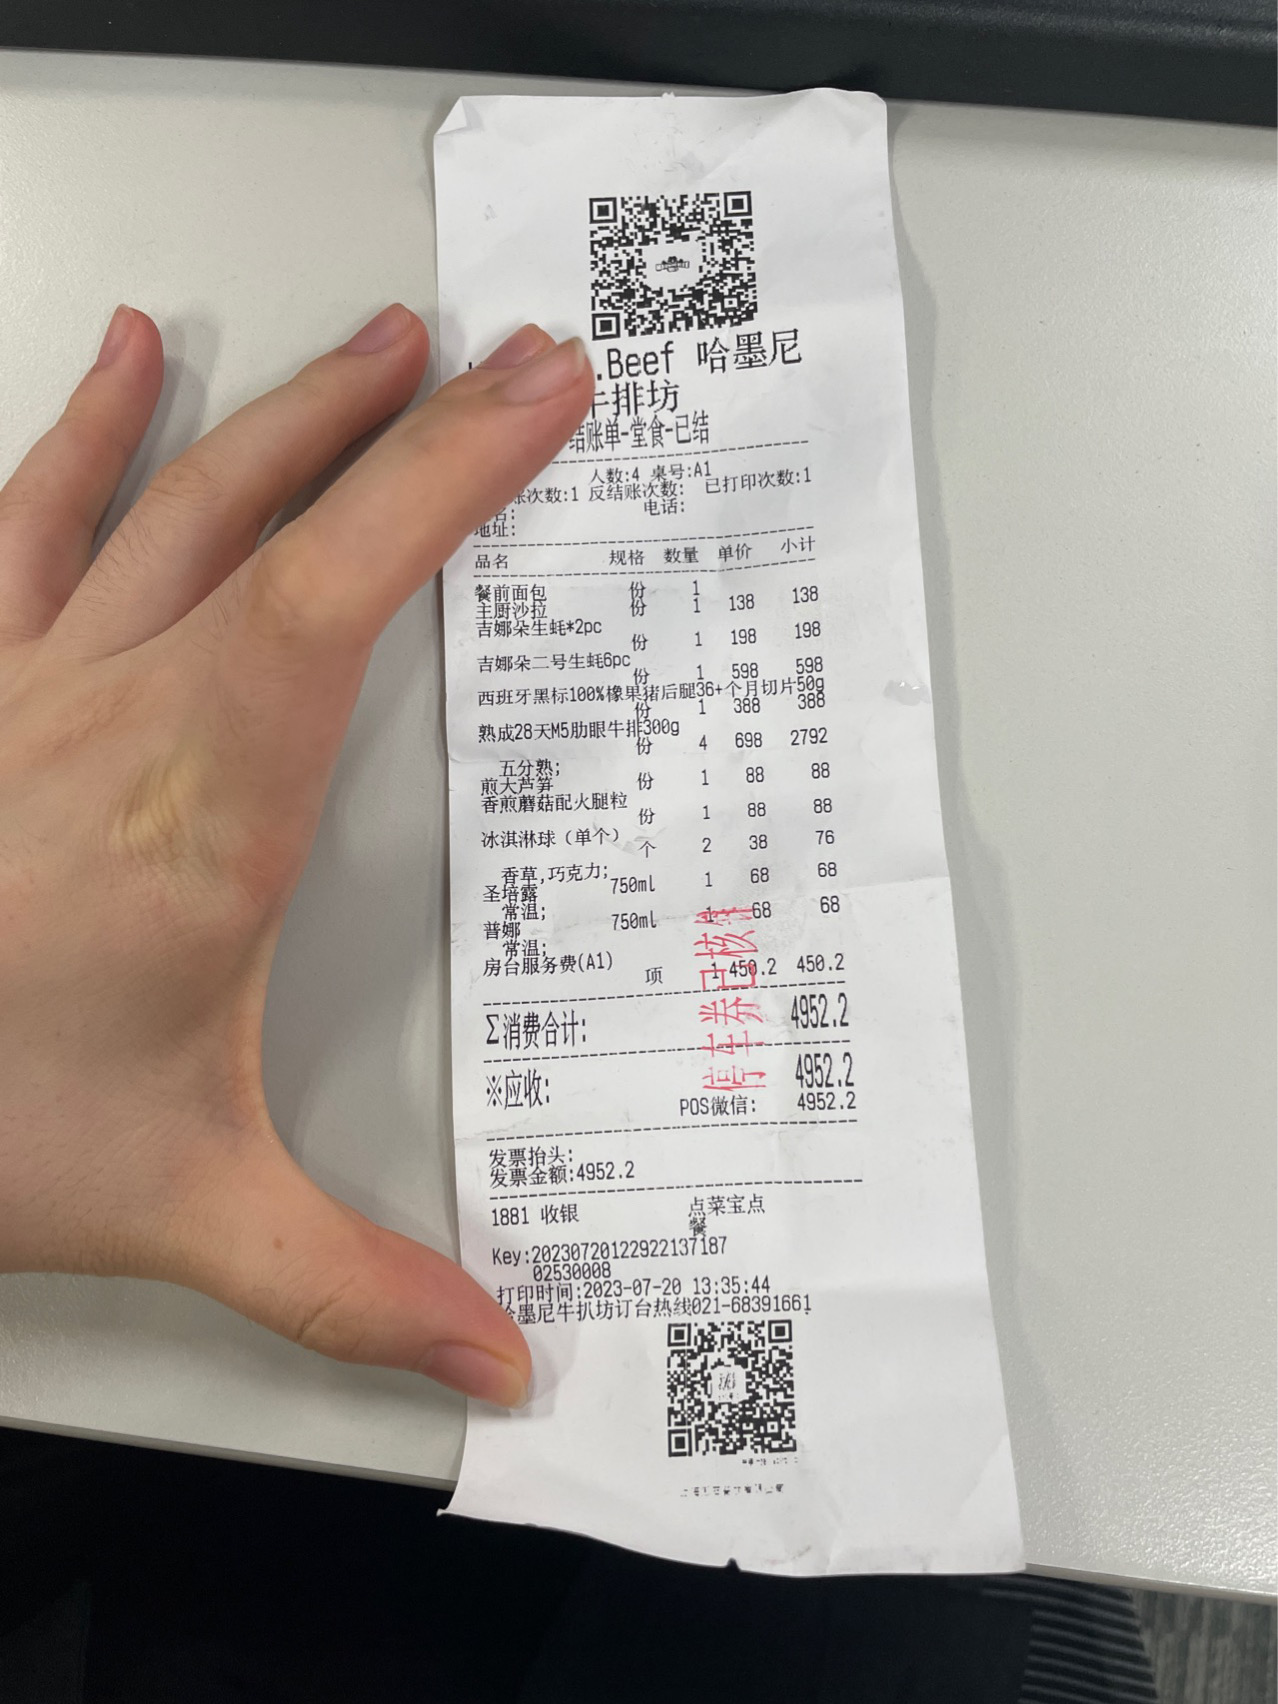 .Beef 哈墨尼
牛排坊
结账单-堂食-已结
人数:4 桌号:A1
账次数:1 反结账次数: 已打印次数:1
名: 电话:
地址:
品名 规格 数量 单价 小计
餐前面包 份 1
主厨沙拉 份 1 138 138
吉娜朵生蚝*2pc
份 1 198 198
吉娜朵二号生蚝6pc
份 1 598 598
西班牙黑标100%橡果猪后腿36+个月切片50g
份 1 388 388
熟成28天M5肋眼牛排300g
份 4 698 2792
五分熟;
煎大芦笋 份 1 88 88
香煎蘑菇配火腿粒
份 1 88 88
冰淇淋球（单个）
个 2 38 76
香草,巧克力;
圣培露 750ml 1 68 68
常温;
普娜 750ml 1 68 68
常温;
房台服务费(A1)
项 1 450.2 450.2
Σ消费合计: 4952.2
※应收: 4952.2
POS微信: 4952.2
停车券已核销
发票抬头:
发票金额:4952.2
1881 收银 点菜宝点
餐
Key:20230720122922137187
02530008
打印时间:2023-07-20 13:35:44
哈墨尼牛扒坊订台热线021-68391661